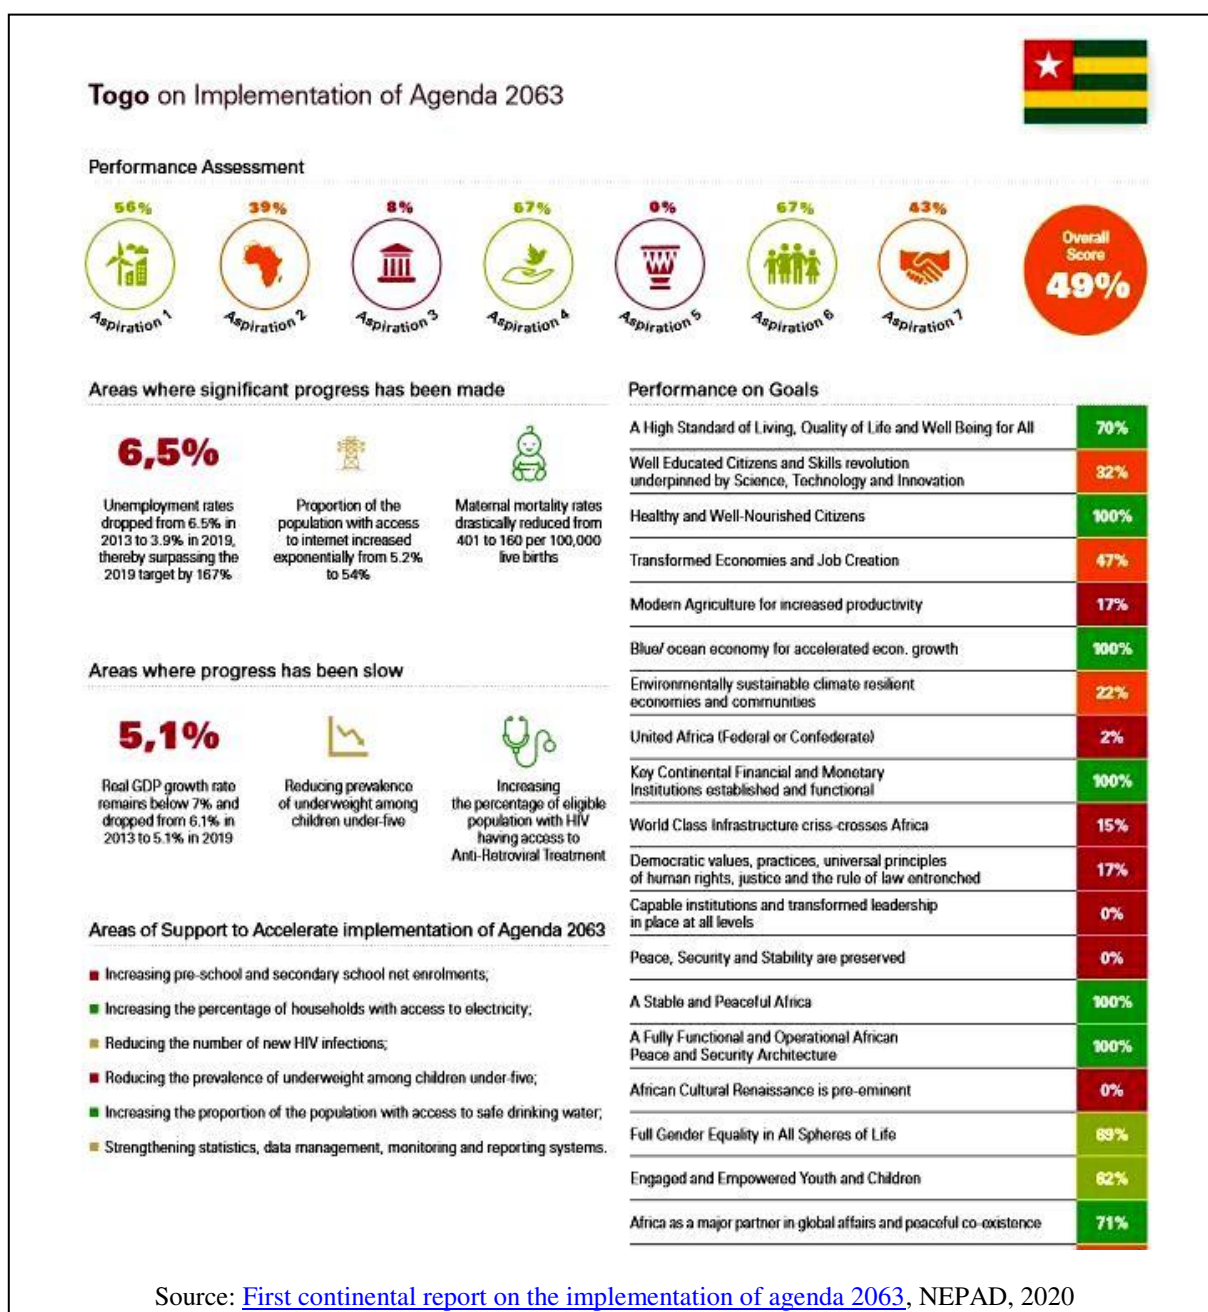 Togo on Implementation of Agenda 2063
Performance Assessment
56%
39%
8%
67%
0%
67%
43%
Aspiration 1
Aspiration 2
Aspiration 3
Aspiration 4
Aspiration 5
Aspiration 6
Aspiration 7
Overall
Score
49%
Areas where significant progress has been made
6,5%
Unemployment rates
dropped from 6.5% in
2013 to 3.9% in 2019,
thereby surpassing the
2019 target by 167%
Proportion of the
population with access
to internet increased
exponentially from 5.2%
to 54%
Maternal mortality rates
drastically reduced from
401 to 160 per 100,000
live births
Areas where progress has been slow
5,1%
Real GDP growth rate
remains below 7% and
dropped from 6.1% in
2013 to 5.1% in 2019
Reducing prevalence
of underweight among
children under-five
Increasing
the percentage of eligible
population with HIV
having access to
Anti-Retroviral Treatment
Areas of Support to Accelerate implementation of Agenda 2063
Increasing pre-school and secondary school net enrolments;
Increasing the percentage of households with access to electricity;
Reducing the number of new HIV infections;
Reducing the prevalence of underweight among children under-five;
Increasing the proportion of the population with access to safe drinking water;
Strengthening statistics, data management, monitoring and reporting systems.
Performance on Goals
A High Standard of Living, Quality of Life and Well Being for All 70%
Well Educated Citizens and Skills revolution
underpinned by Science, Technology and Innovation 32%
Healthy and Well-Nourished Citizens 100%
Transformed Economies and Job Creation 47%
Modern Agriculture for increased productivity 17%
Blue/ ocean economy for accelerated econ. growth 100%
Environmentally sustainable climate resilient
economies and communities 22%
United Africa (Federal or Confederate) 2%
Key Continental Financial and Monetary
Institutions established and functional 100%
World Class Infrastructure criss-crosses Africa 15%
Democratic values, practices, universal principles
of human rights, justice and the rule of law entrenched 17%
Capable institutions and transformed leadership
in place at all levels 0%
Peace, Security and Stability are preserved 0%
A Stable and Peaceful Africa 100%
A Fully Functional and Operational African
Peace and Security Architecture 100%
African Cultural Renaissance is pre-eminent 0%
Full Gender Equality in All Spheres of Life 69%
Engaged and Empowered Youth and Children 62%
Africa as a major partner in global affairs and peaceful co-existence 71%
Source: First continental report on the implementation of agenda 2063, NEPAD, 2020